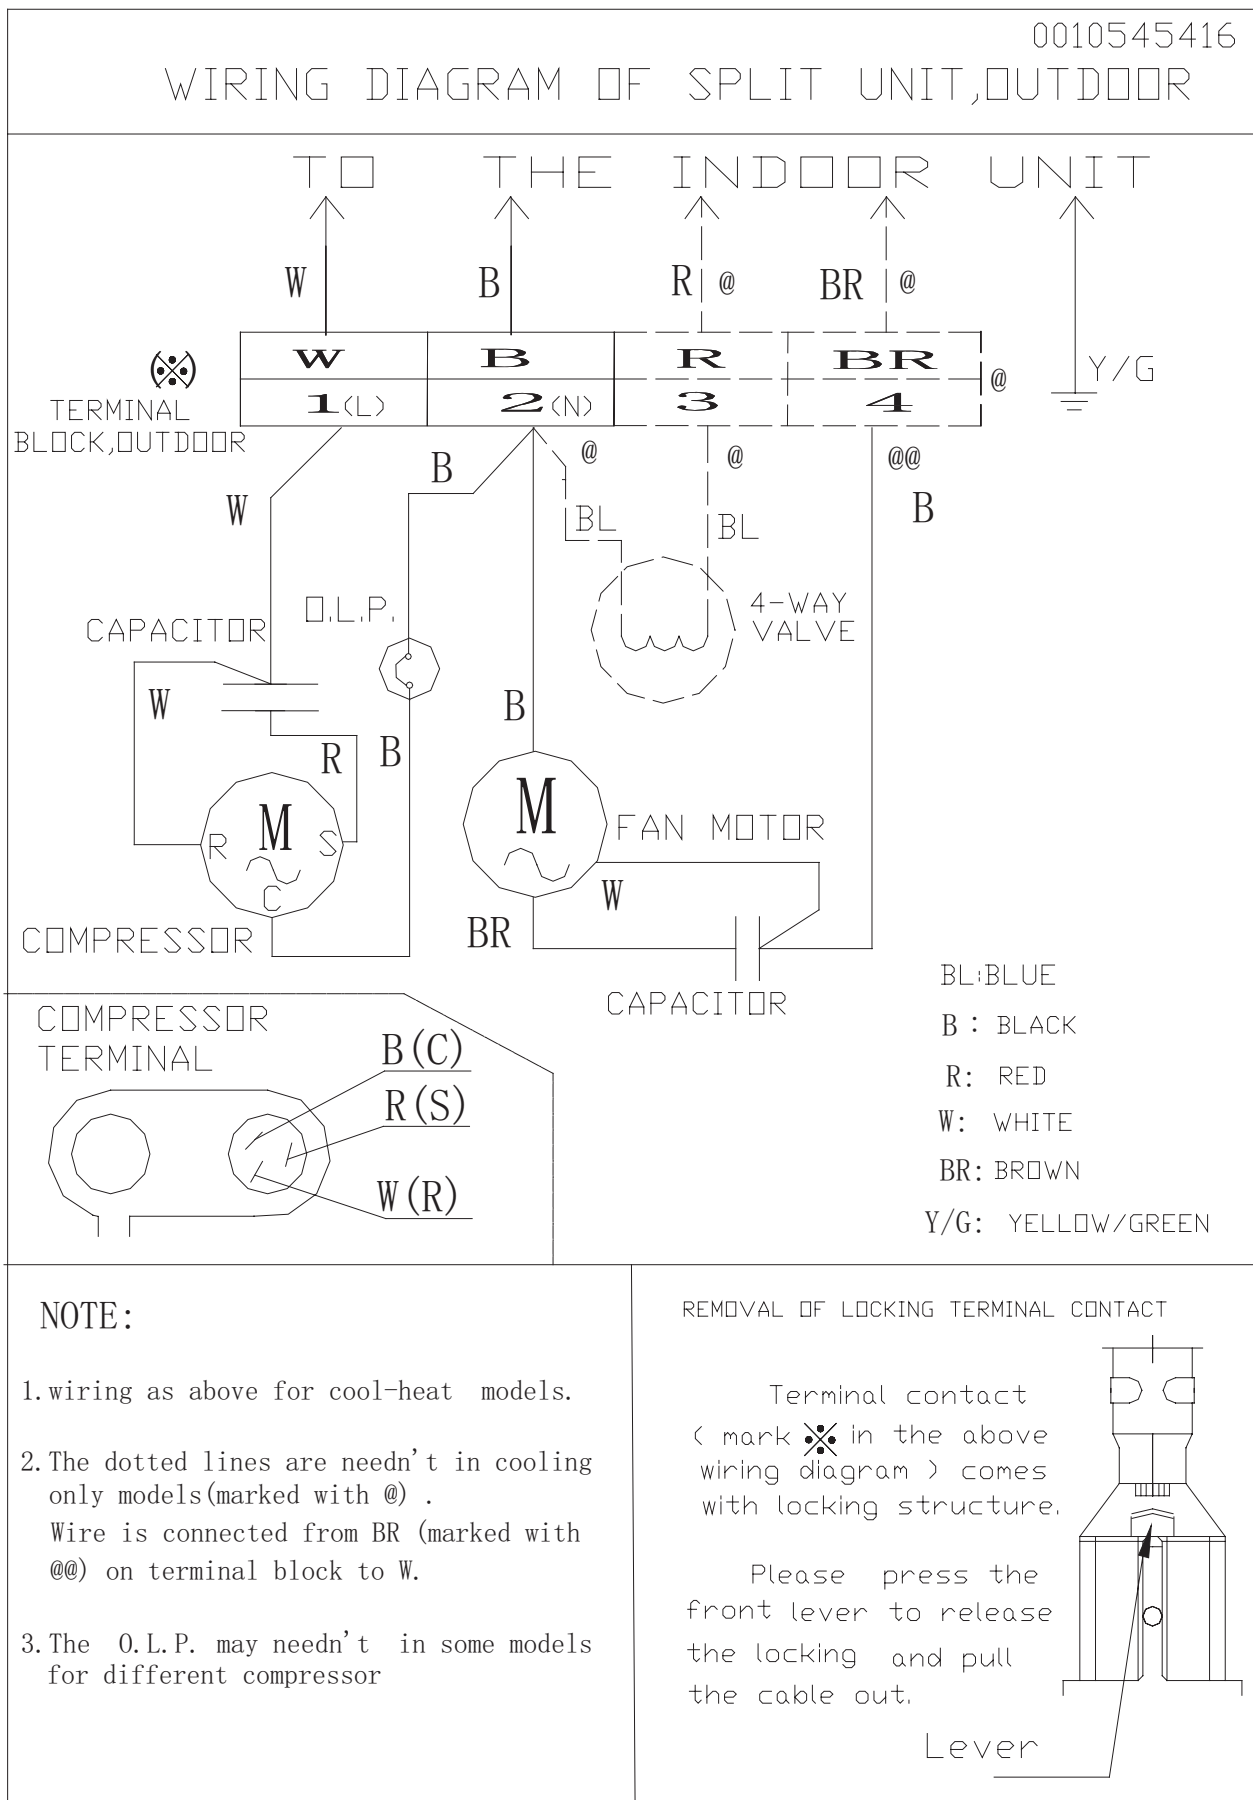 0010545416
WIRING DIAGRAM OF SPLIT UNIT,OUTDOOR
TO THE INDOOR UNIT
W
B
R @
BR @
Y/G
(※)
TERMINAL
BLOCK,OUTDOOR
W B R BR
1(L) 2(N) 3 4
@
W
B
@
BL
@
BL
@@
B
O.L.P.
CAPACITOR
4-WAY
VALVE
W
R
B
B
M
R S
C
COMPRESSOR
M
FAN MOTOR
W
BR
CAPACITOR
BL:BLUE
B : BLACK
R: RED
W: WHITE
BR: BROWN
Y/G: YELLOW/GREEN
COMPRESSOR
TERMINAL
B(C)
R(S)
W(R)
NOTE:
1. wiring as above for cool-heat models.
2. The dotted lines are needn't in cooling
only models(marked with @) .
Wire is connected from BR (marked with
@@) on terminal block to W.
3. The O.L.P. may needn't in some models
for different compressor
REMOVAL OF LOCKING TERMINAL CONTACT
Terminal contact
( mark ※ in the above
wiring diagram ) comes
with locking structure.
Please press the
front lever to release
the locking and pull
the cable out.
Lever